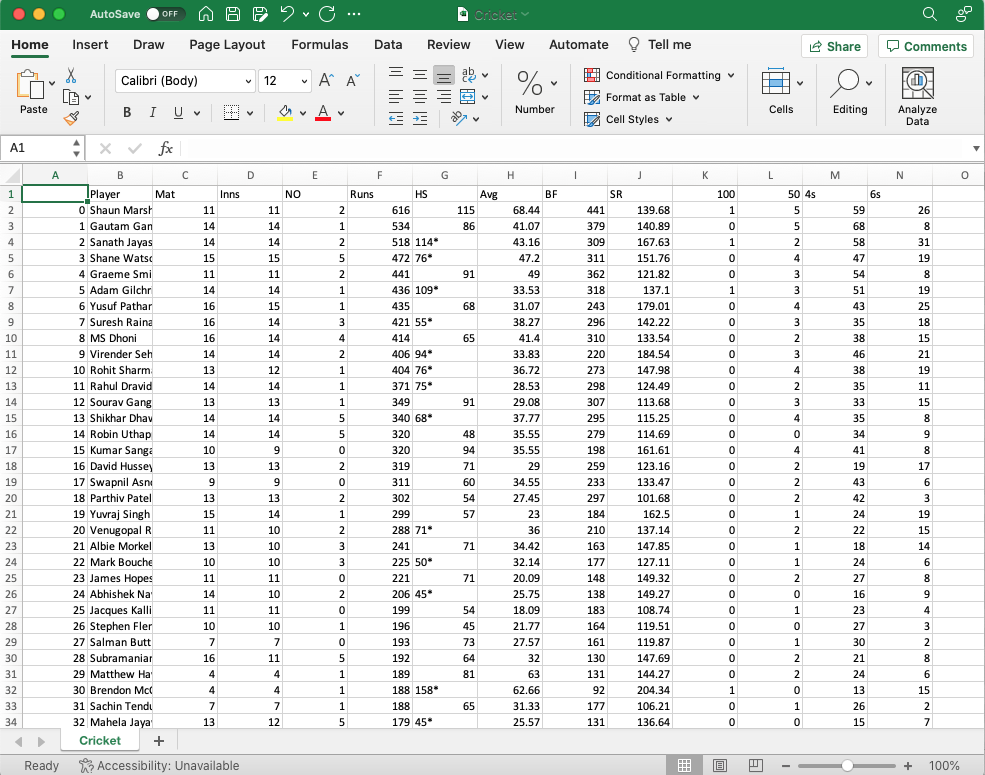 AutoSave OFF ... Cricket
Home Insert Draw Page Layout Formulas Data Review View Automate Tell me Share Comments
Paste Calibri (Body) 12 A A ab c % Number Conditional Formatting Cells Editing Analyze Data
B I U A Format as Table
Cell Styles
A1 fx
A B C D E F G H I J K L M N O
1 Player Mat Inns NO Runs HS Avg BF SR 100 50 4s 6s
2 0 Shaun Marsh 11 11 2 616 115 68.44 441 139.68 1 5 59 26
3 1 Gautam Gam 14 14 1 534 86 41.07 379 140.89 0 5 68 8
4 2 Sanath Jayas 14 14 2 518 114* 43.16 309 167.63 1 2 58 31
5 3 Shane Watso 15 15 5 472 76* 47.2 311 151.76 0 4 47 19
6 4 Graeme Smi 11 11 2 441 91 49 362 121.82 0 3 54 8
7 5 Adam Gilchr 14 14 1 436 109* 33.53 318 137.1 1 3 51 19
8 6 Yusuf Pathan 16 15 1 435 68 31.07 243 179.01 0 4 43 25
9 7 Suresh Raina 16 14 3 421 55* 38.27 296 142.22 0 3 35 18
10 8 MS Dhoni 16 14 4 414 65 41.4 310 133.54 0 2 38 15
11 9 Virender Seh 14 14 2 406 94* 33.83 220 184.54 0 3 46 21
12 10 Rohit Sharma 13 12 1 404 76* 36.72 273 147.98 0 4 38 19
13 11 Rahul Dravid 14 14 1 371 75* 28.53 298 124.49 0 2 35 11
14 12 Sourav Gang 13 13 1 349 91 29.08 307 113.68 0 3 33 15
15 13 Shikhar Dhav 14 14 5 340 68* 37.77 295 115.25 0 4 35 8
16 14 Robin Uthap 14 14 5 320 48 35.55 279 114.69 0 0 34 9
17 15 Kumar Sanga 10 9 0 320 94 35.55 198 161.61 0 4 41 8
18 16 David Hussey 13 13 2 319 71 29 259 123.16 0 2 19 17
19 17 Swapnil Asno 9 9 0 311 60 34.55 233 133.47 0 2 43 6
20 18 Parthiv Patel 13 13 2 302 54 27.45 297 101.68 0 2 42 3
21 19 Yuvraj Singh 15 14 1 299 57 23 184 162.5 0 1 24 19
22 20 Venugopal R 11 10 2 288 71* 36 210 137.14 0 2 22 15
23 21 Albie Morkel 13 10 3 241 71 34.42 163 147.85 0 1 18 14
24 22 Mark Bouche 10 10 3 225 50* 32.14 177 127.11 0 1 24 6
25 23 James Hopes 11 11 0 221 71 20.09 148 149.32 0 2 27 8
26 24 Abhishek Na 14 10 2 206 45* 25.75 138 149.27 0 0 16 9
27 25 Jacques Kalli 11 11 0 199 54 18.09 183 108.74 0 1 23 4
28 26 Stephen Flem 10 10 1 196 45 21.77 164 119.51 0 0 27 3
29 27 Salman Butt 7 7 0 193 73 27.57 161 119.87 0 1 30 2
30 28 Subramanian 16 11 5 192 64 32 130 147.69 0 2 21 8
31 29 Matthew Hay 4 4 1 189 81 63 131 144.27 0 2 24 6
32 30 Brendon McC 4 4 1 188 158* 62.66 92 204.34 1 0 13 15
33 31 Sachin Tendu 7 7 1 188 65 31.33 177 106.21 0 1 26 2
34 32 Mahela Jaya 13 12 5 179 45* 25.57 131 136.64 0 0 15 7
Cricket +
Ready Accessibility: Unavailable - + 100%